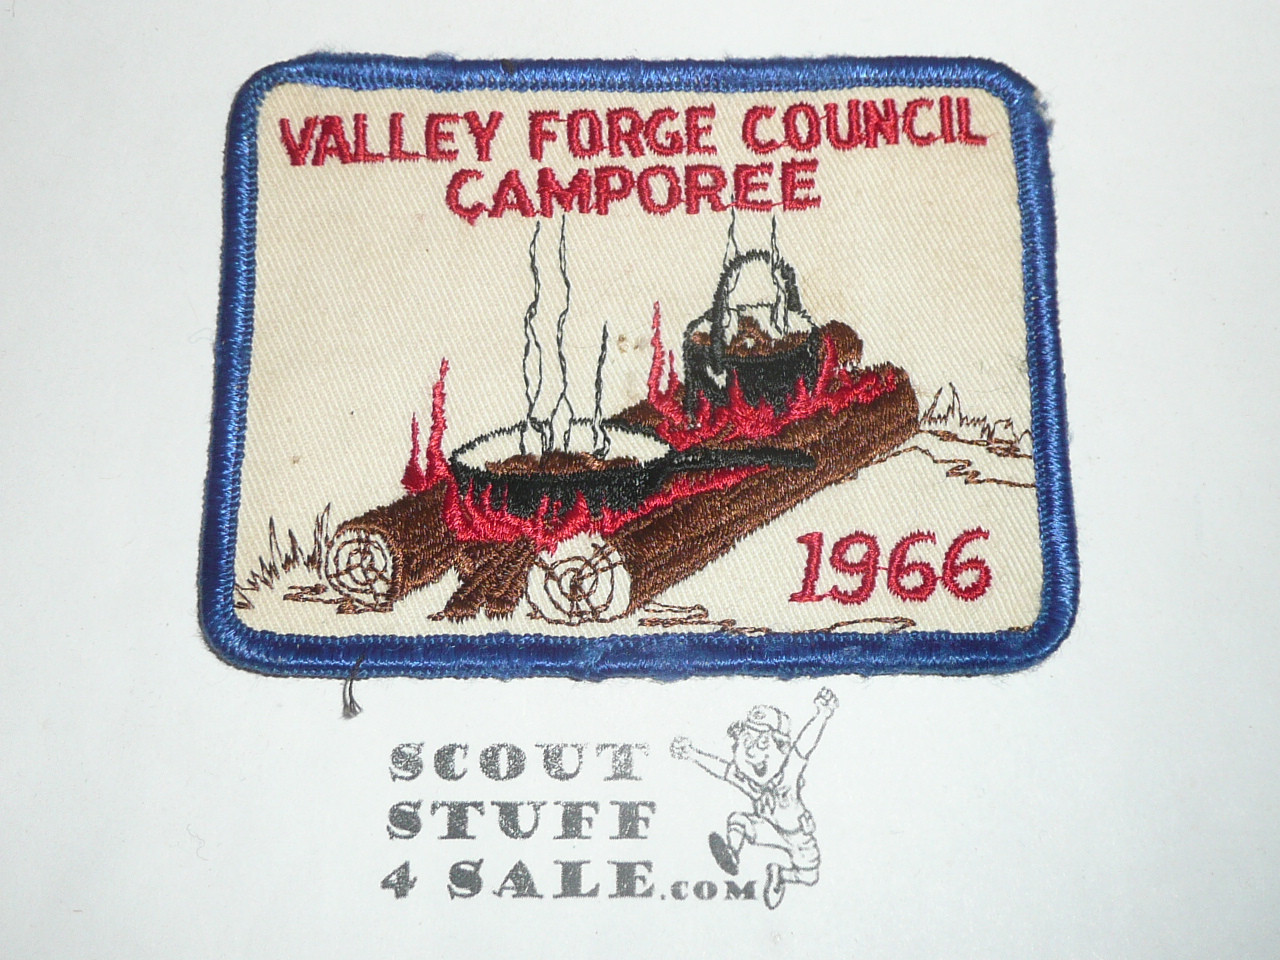 VALLEY FORGE COUNCIL
CAMPOREE
1966
SCOUT
STUFF
4 SALE.COM